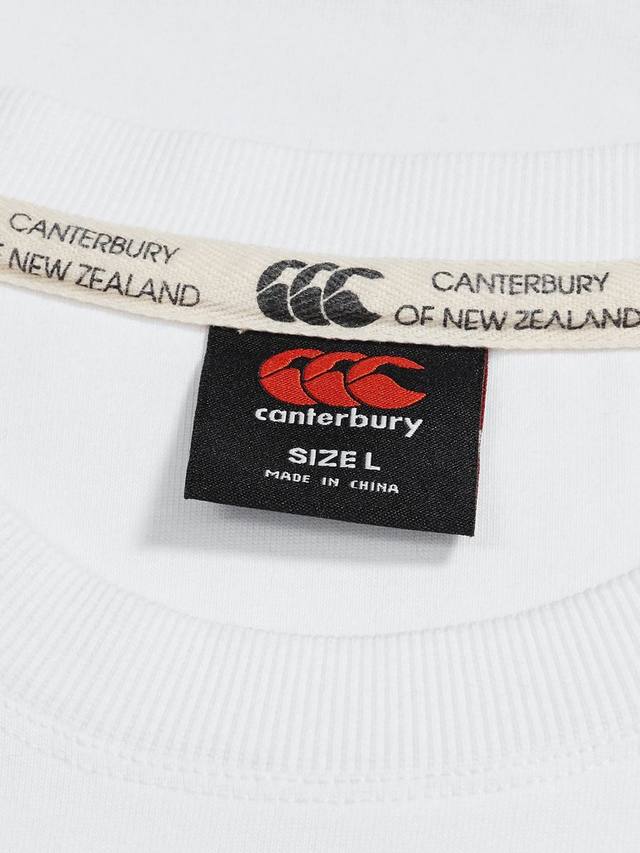 CANTERBURY
OF NEW ZEALAND
CANTERBURY
OF NEW ZEALAND
canterbury
SIZE L
MADE IN CHINA